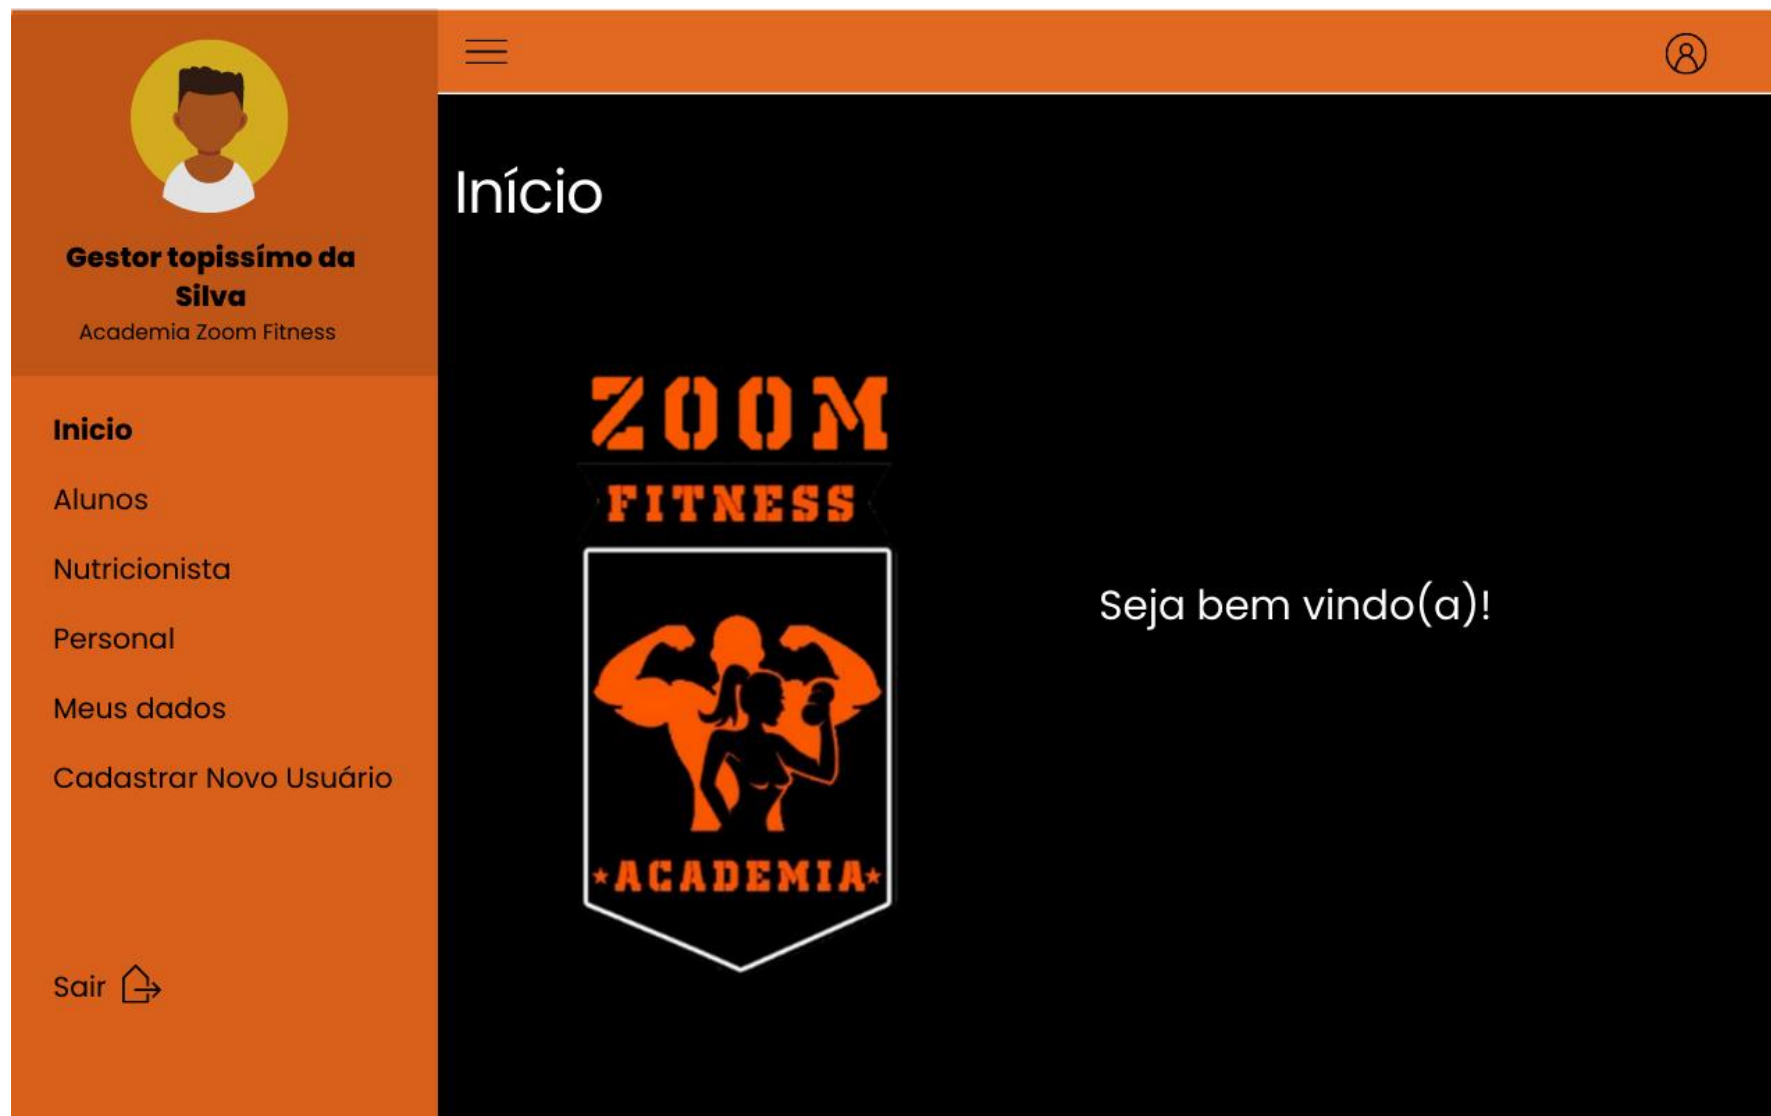 Gestor topissímo da
Silva
Academia Zoom Fitness
Inicio
Alunos
Nutricionista
Personal
Meus dados
Cadastrar Novo Usuário
Sair
Início
ZOOM
FITNESS
ACADEMIA
Seja bem vindo(a)!